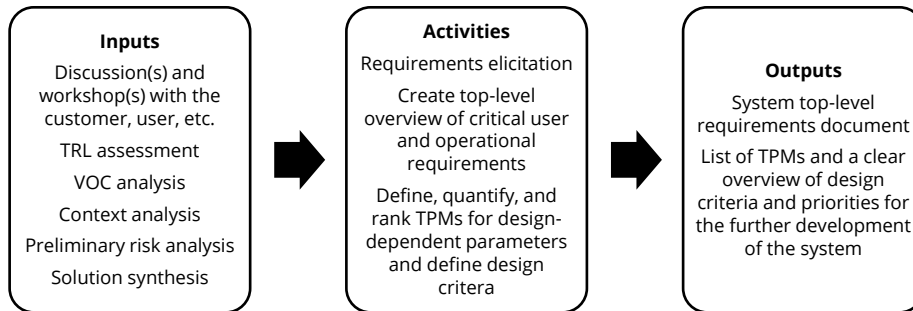 Inputs
Discussion(s) and
workshop(s) with the
customer, user, etc.
TRL assessment
VOC analysis
Context analysis
Preliminary risk analysis
Solution synthesis
Activities
Requirements elicitation
Create top-level
overview of critical user
and operational
requirements
Define, quantify, and
rank TPMs for design-
dependent parameters
and define design
critera
Outputs
System top-level
requirements document
List of TPMs and a clear
overview of design
criteria and priorities for
the further development
of the system